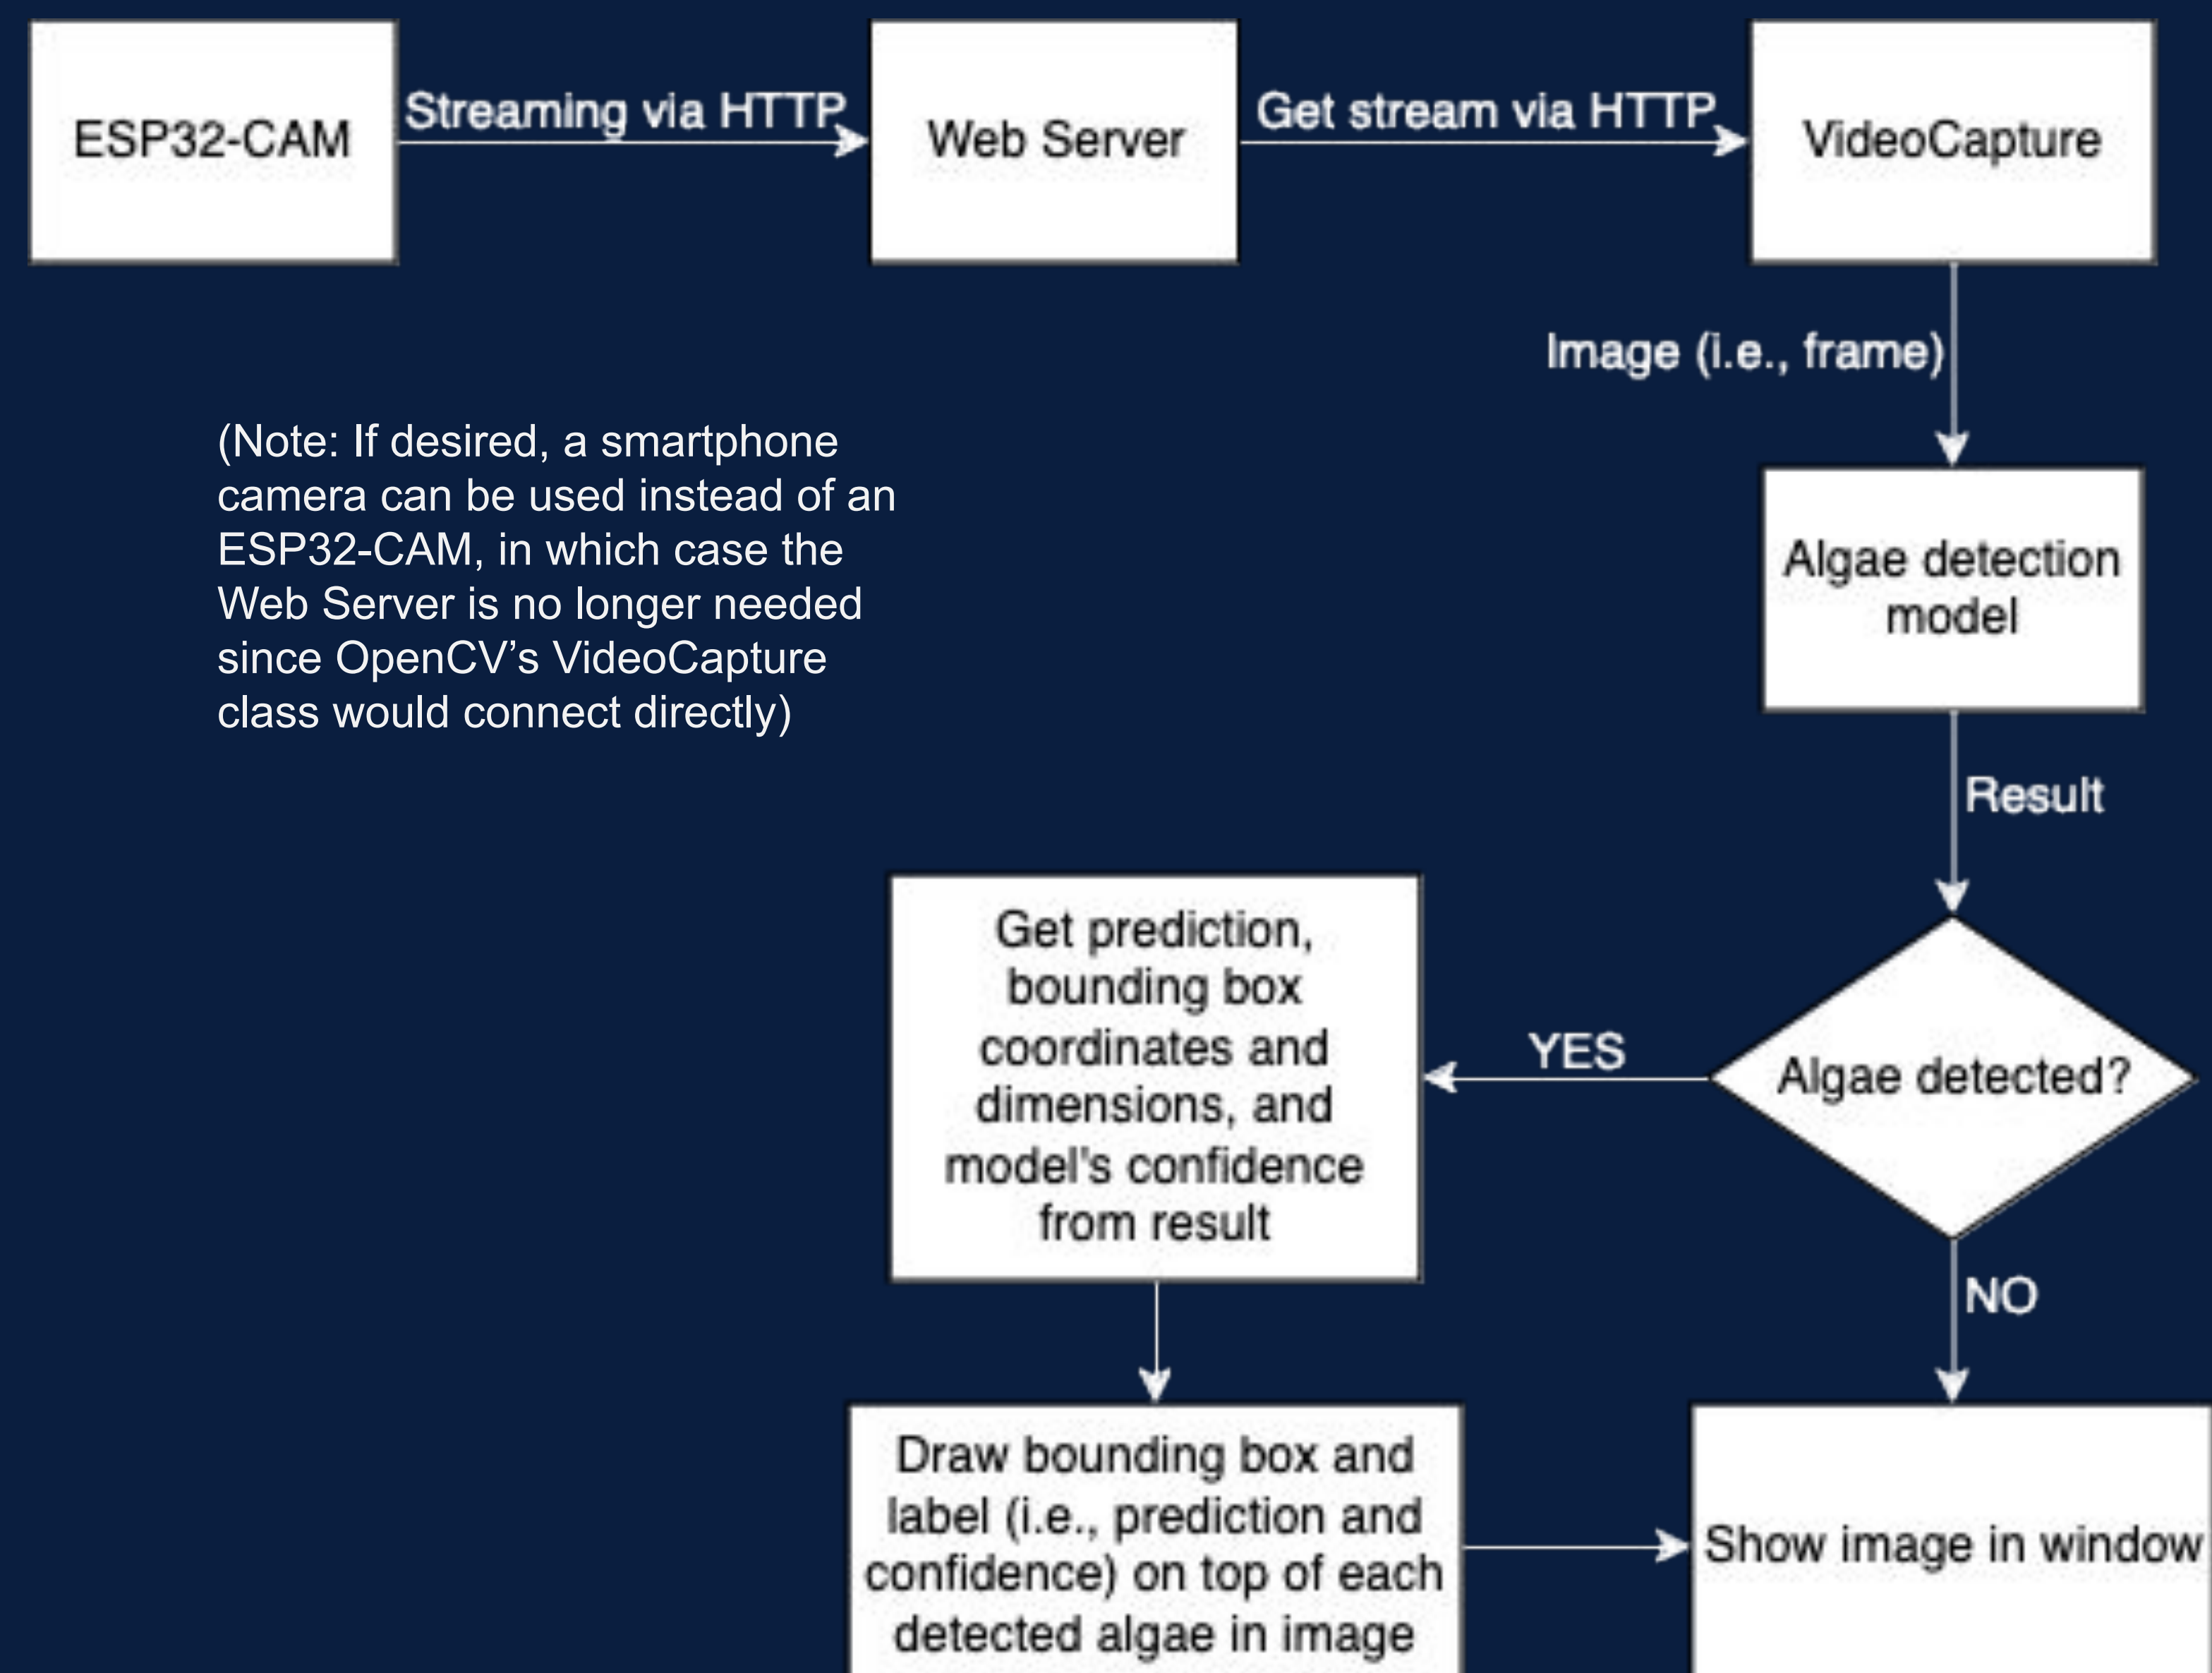 ESP32-CAM
Streaming via HTTP
Web Server
Get stream via HTTP
VideoCapture
Image (i.e., frame)
(Note: If desired, a smartphone
camera can be used instead of an
ESP32-CAM, in which case the
Web Server is no longer needed
since OpenCV’s VideoCapture
class would connect directly)
Algae detection
model
Result
Algae detected?
YES
Get prediction,
bounding box
coordinates and
dimensions, and
model's confidence
from result
NO
Draw bounding box and
label (i.e., prediction and
confidence) on top of each
detected algae in image
Show image in window